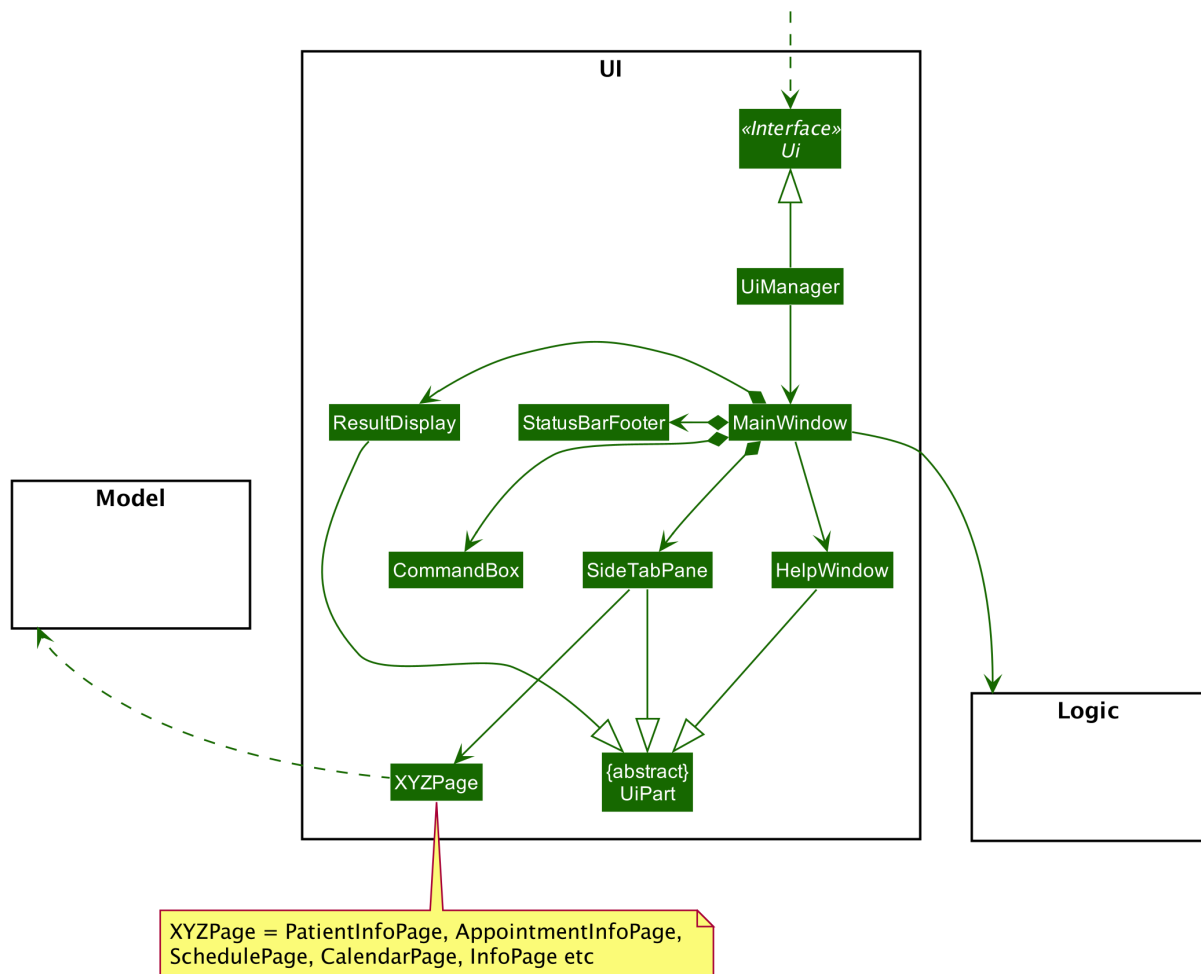 UI
«Interface»
Ui
UiManager
ResultDisplay
StatusBarFooter
MainWindow
Model
CommandBox
SideTabPane
HelpWindow
Logic
XYZPage
{abstract}
UiPart
XYZPage = PatientInfoPage, AppointmentInfoPage,
SchedulePage, CalendarPage, InfoPage etc